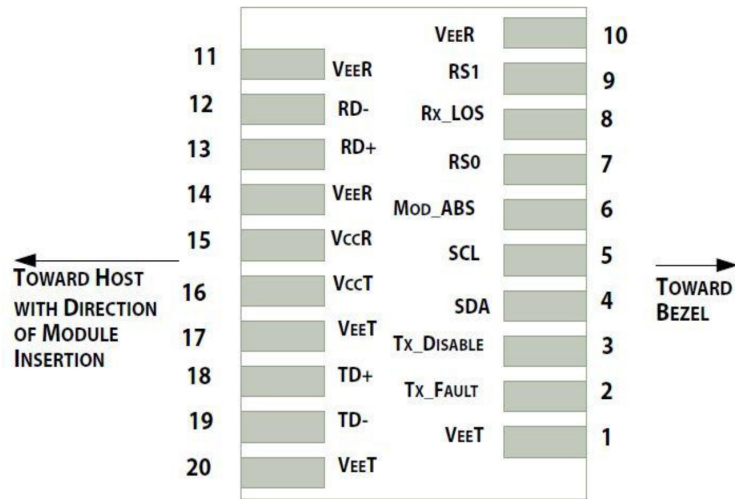 VEER 10
11 VEER
RS1 9
12 RD-
RX_LOS 8
13 RD+
RS0 7
14 VEER
MOD_ABS 6
15 VCCR
SCL 5
TOWARD HOST
WITH DIRECTION
OF MODULE
INSERTION
TOWARD
BEZEL
16 VCCT
SDA 4
17 VEET
TX_DISABLE 3
18 TD+
TX_FAULT 2
19 TD-
VEET 1
20 VEET